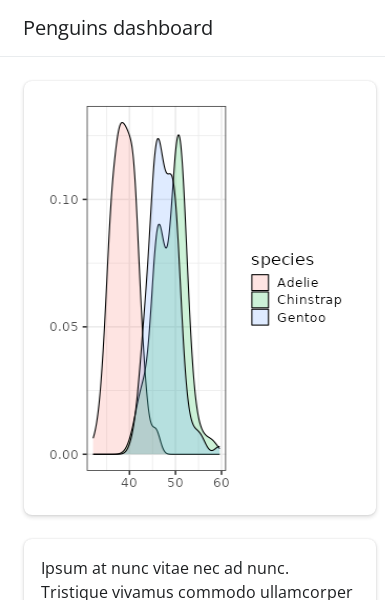 Penguins dashboard
0.10
0.05
0.00
40 50 60
species
Adelie
Chinstrap
Gentoo
Ipsum at nunc vitae nec ad nunc.
Tristique vivamus commodo ullamcorper